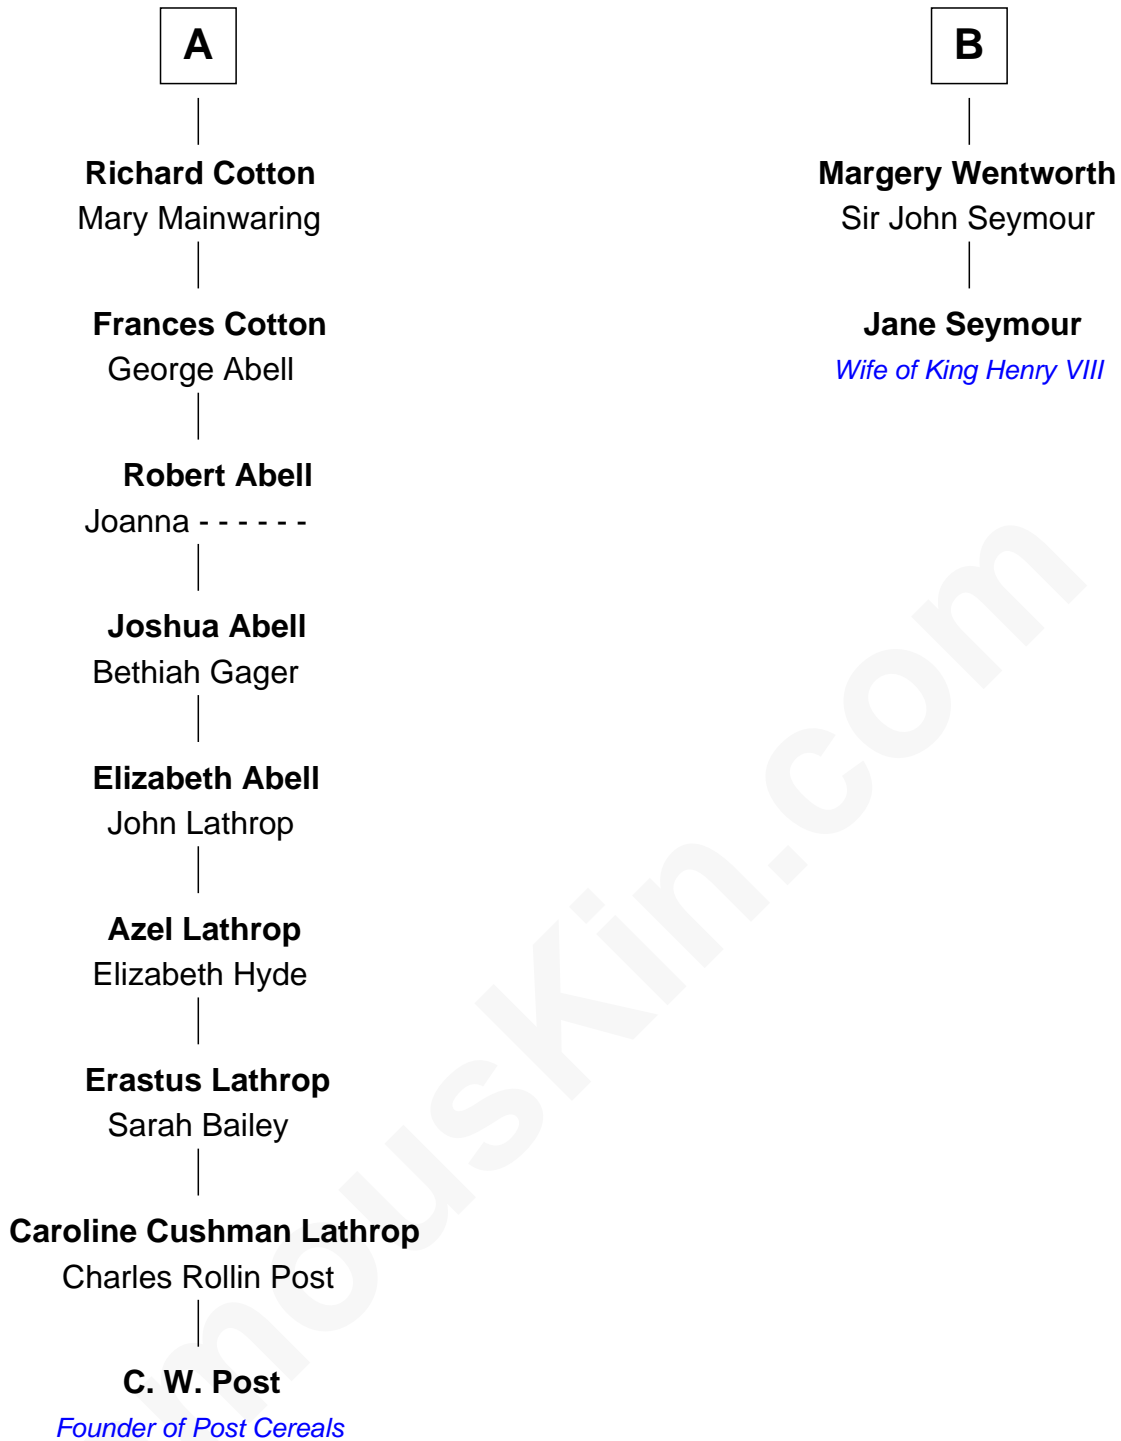 A
Richard Cotton
Mary Mainwaring
Frances Cotton
George Abell
Robert Abell
Joanna - - - - - -
Joshua Abell
Bethiah Gager
Elizabeth Abell
John Lathrop
Azel Lathrop
Elizabeth Hyde
Erastus Lathrop
Sarah Bailey
Caroline Cushman Lathrop
Charles Rollin Post
C. W. Post
Founder of Post Cereals
B
Margery Wentworth
Sir John Seymour
Jane Seymour
Wife of King Henry VIII
mousKin.com